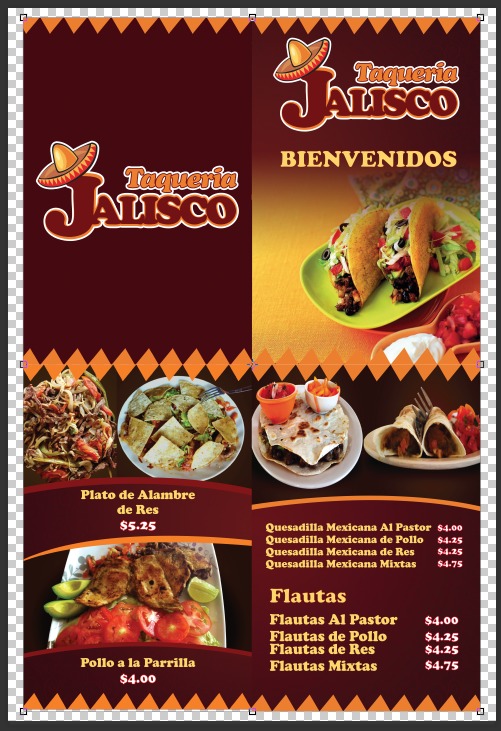 Taqueria
JALISCO
Taqueria
JALISCO
BIENVENIDOS
Plato de Alambre
de Res
$5.25
Pollo a la Parrilla
$4.00
Quesadilla Mexicana Al Pastor $4.00
Quesadilla Mexicana de Pollo $4.25
Quesadilla Mexicana de Res $4.25
Quesadilla Mexicana Mixtas $4.75
Flautas
Flautas Al Pastor $4.00
Flautas de Pollo $4.25
Flautas de Res $4.25
Flautas Mixtas $4.75